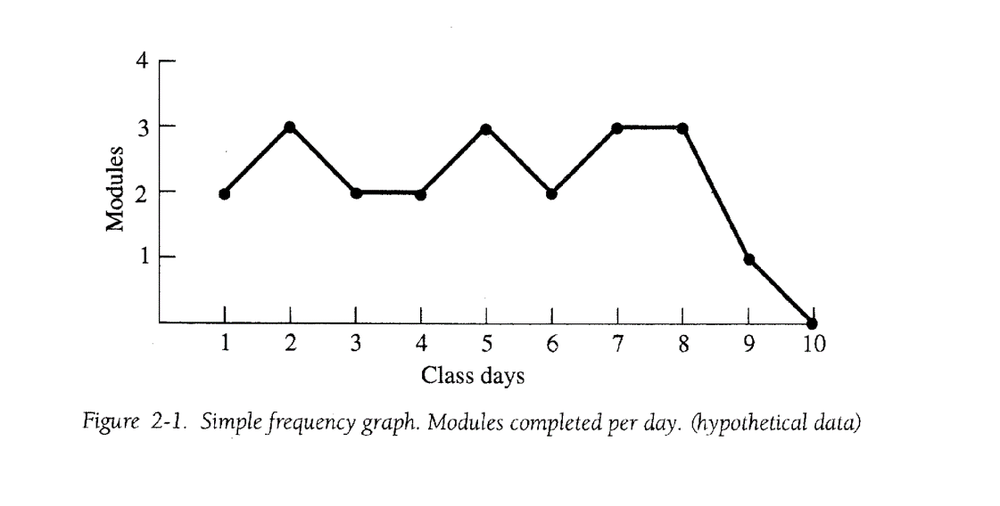 4
3
Modules
2
1
1 2 3 4 5 6 7 8 9 10
Class days
Figure 2-1. Simple frequency graph. Modules completed per day. (hypothetical data)